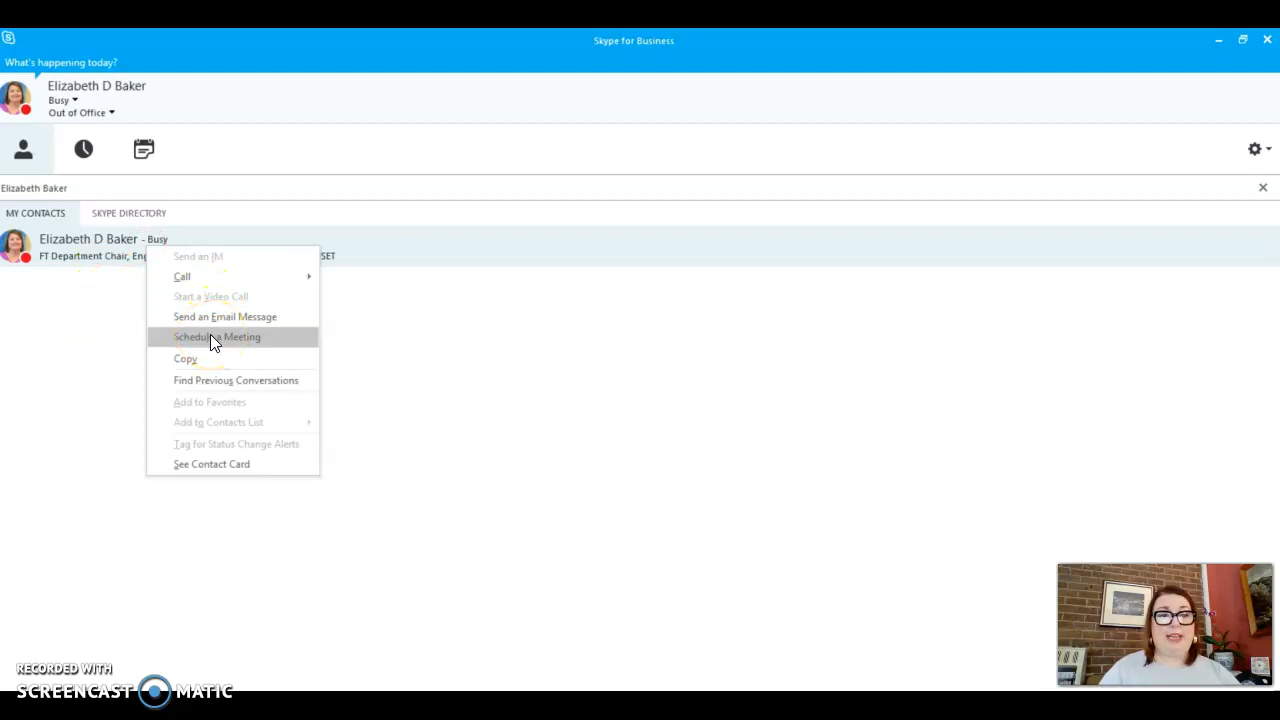 Skype for Business
What's happening today?
Elizabeth D Baker
Busy
Out of Office
Elizabeth Baker
MY CONTACTS
SKYPE DIRECTORY
Elizabeth D Baker - Busy
FT Department Chair, Eng SET
Send an IM
Call
Start a Video Call
Send an Email Message
Schedule a Meeting
Copy
Find Previous Conversations
Add to Favorites
Add to Contacts List
Tag for Status Change Alerts
See Contact Card
RECORDED WITH
SCREENCAST MATIC